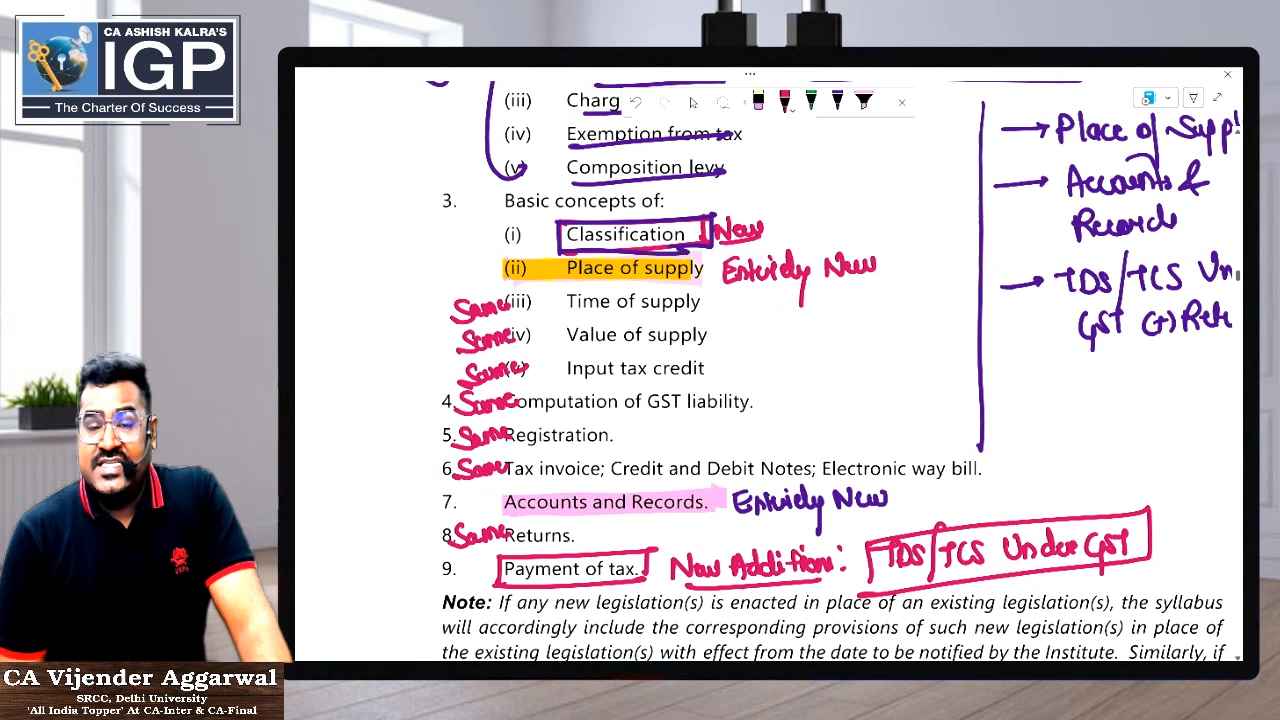 CA ASHISH KALRA'S
IGP
The Charter Of Success
(iii) Charg
(iv) Exemption from tax
(v) Composition levy
3. Basic concepts of:
(i) Classification New
(ii) Place of supply Entirely New
Same (iii) Time of supply
Same iv) Value of supply
Same (v) Input tax credit
4. Same Computation of GST liability.
5. Same Registration.
6. Same Tax invoice; Credit and Debit Notes; Electronic way bill.
7. Accounts and Records. Entirely New
8. Same Returns.
9. Payment of tax. New Addition: TDS/TCS Under GST
Note: If any new legislation(s) is enacted in place of an existing legislation(s), the syllabus
will accordingly include the corresponding provisions of such new legislation(s) in place of
the existing legislation(s) with effect from the date to be notified by the Institute. Similarly, if
→ Place of Suppl
→ Accounts &
Records
→ TDS/TCS Un
GST (+) Retu
CA Vijender Aggarwal
SRCC, Delhi University
'All India Topper' At CA-Inter & CA-Final